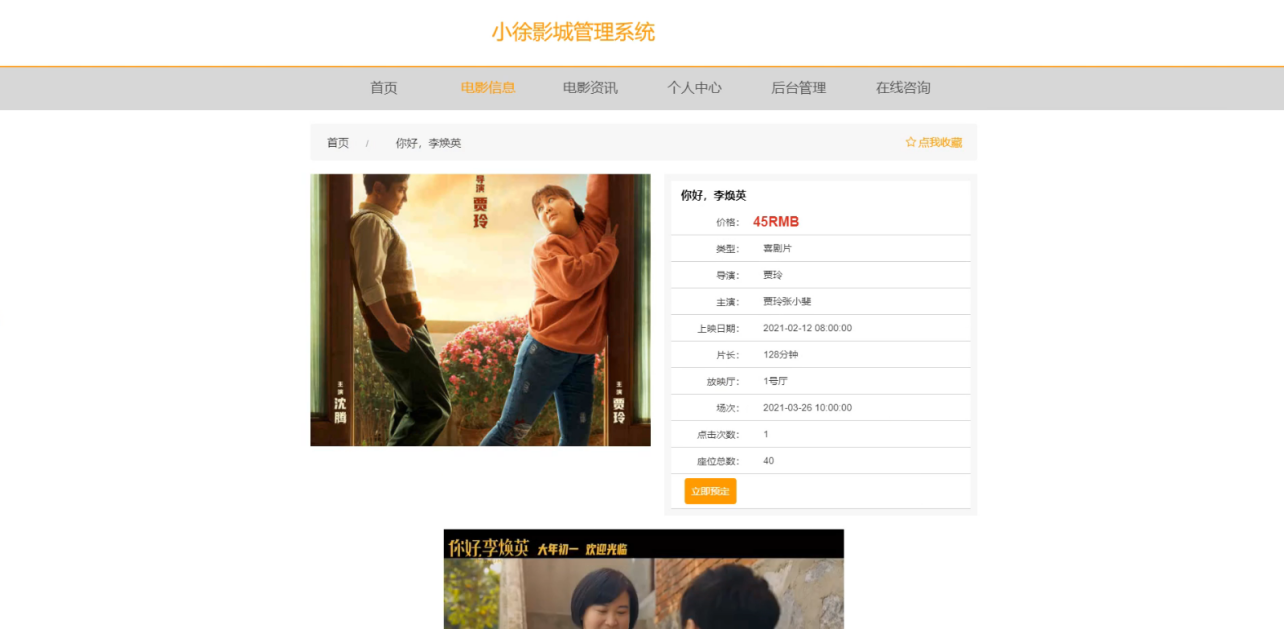 小徐影城管理系统
首页 电影信息 电影资讯 个人中心 后台管理 在线咨询
首页 / 你好，李焕英 ☆ 点我收藏
导演
贾玲
主演
沈腾
主演
贾玲
你好，李焕英
价格： 45RMB
类型： 喜剧片
导演： 贾玲
主演： 贾玲张小斐
上映日期： 2021-02-12 08:00:00
片长： 128分钟
放映厅： 1号厅
场次： 2021-03-26 10:00:00
点击次数： 1
座位总数： 40
立即预定
你好,李焕英 大年初一 欢迎光临